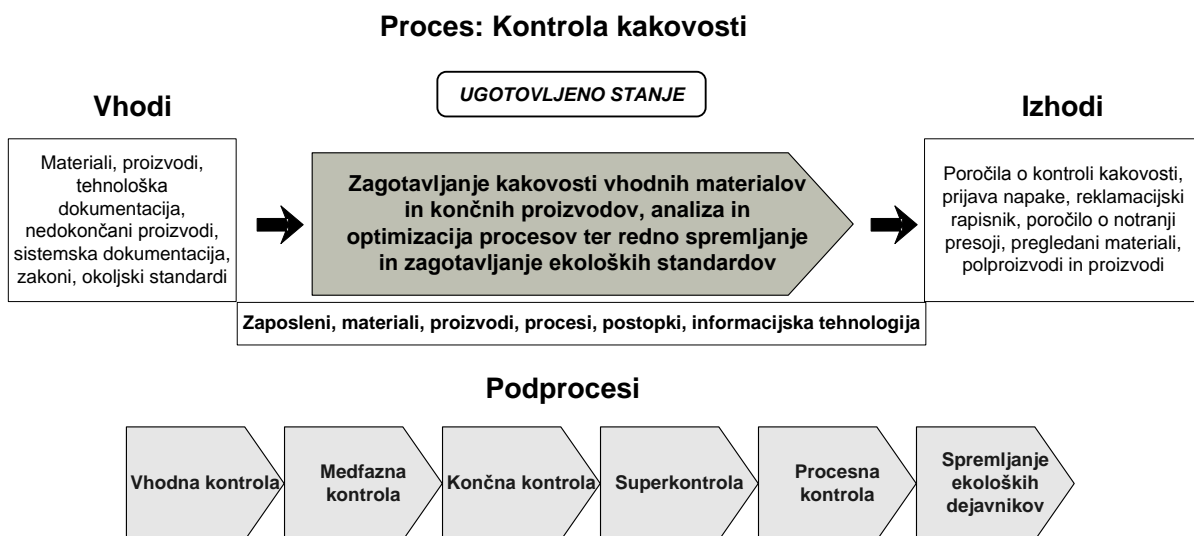 Proces: Kontrola kakovosti
UGOTOVLJENO STANJE
Vhodi
Materiali, proizvodi,
tehnološka
dokumentacija,
nedokončani proizvodi,
sistemska dokumentacija,
zakoni, okoljski standardi
Zagotavljanje kakovosti vhodnih materialov
in končnih proizvodov, analiza in
optimizacija procesov ter redno spremljanje
in zagotavljanje ekoloških standardov
Izhodi
Poročila o kontroli kakovosti,
prijava napake, reklamacijski
rapisnik, poročilo o notranji
presoji, pregledani materiali,
polproizvodi in proizvodi
Zaposleni, materiali, proizvodi, procesi, postopki, informacijska tehnologija
Podprocesi
Vhodna kontrola
Medfazna
kontrola
Končna kontrola
Superkontrola
Procesna
kontrola
Spremljanje
ekoloških
dejavnikov